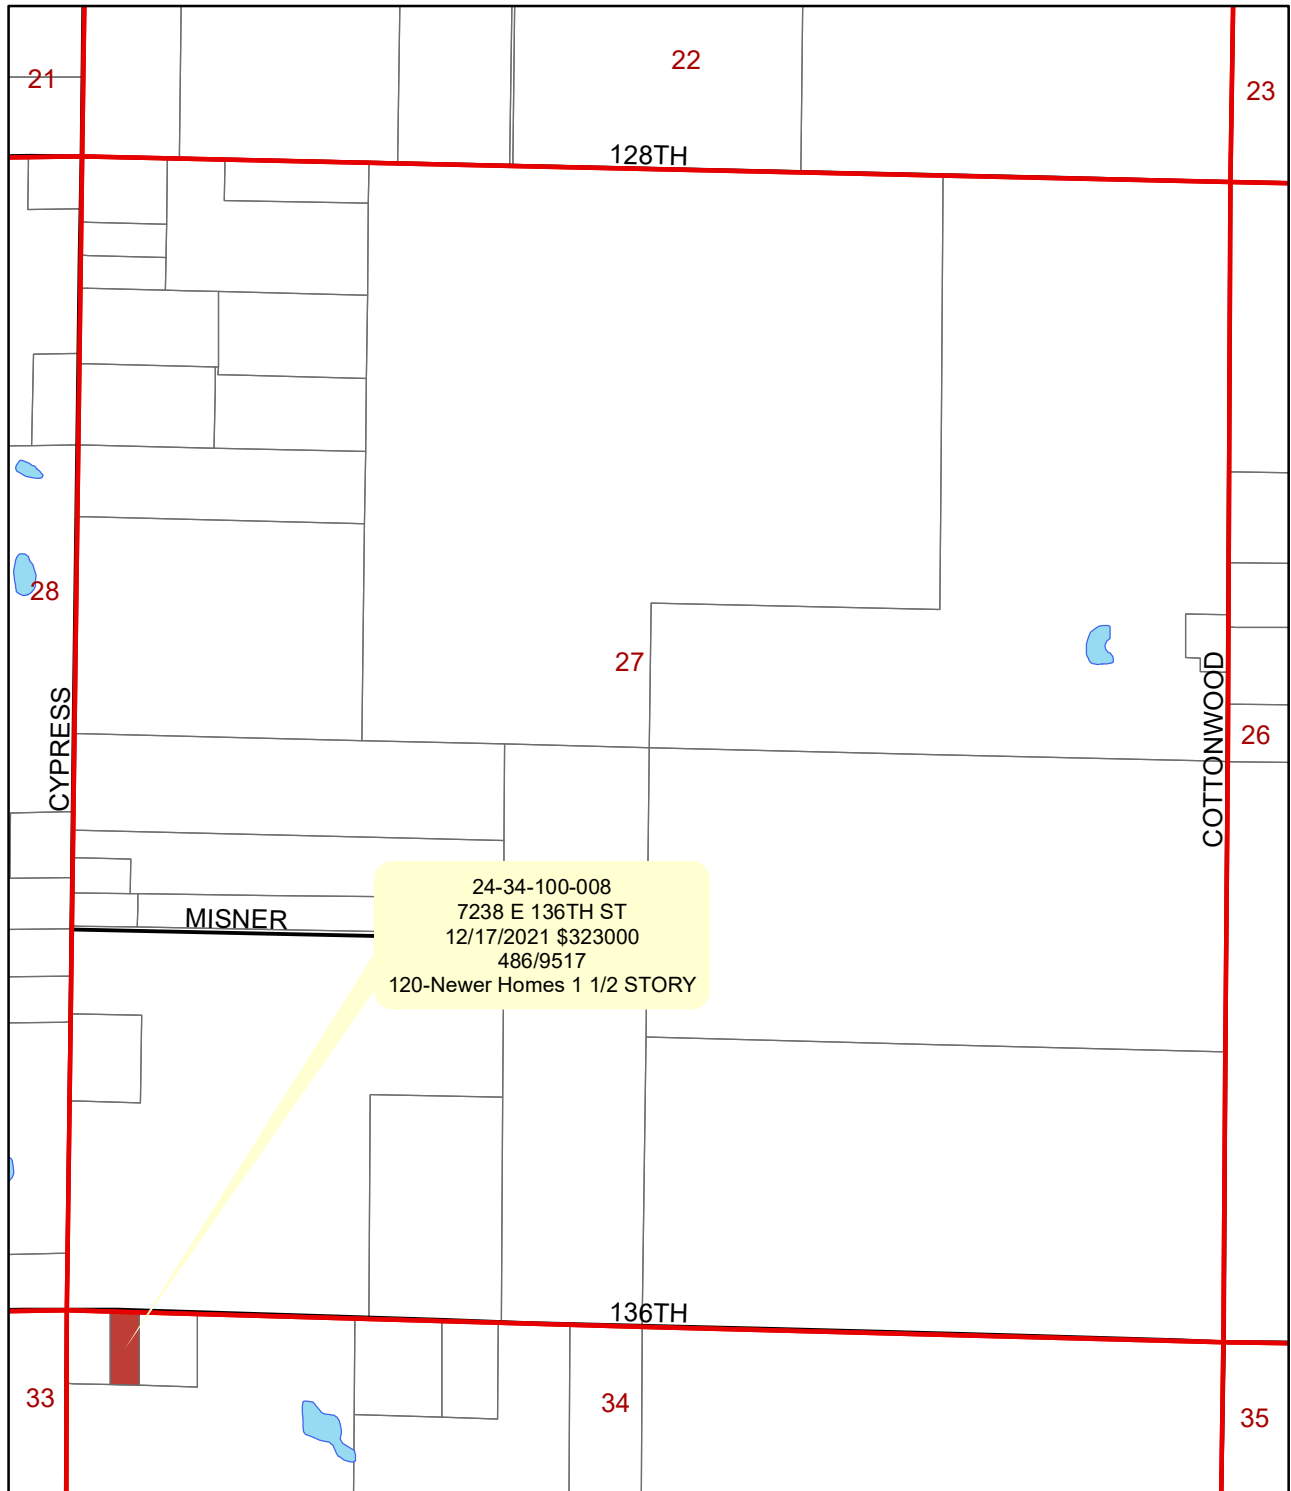 22
21
23
128TH
28
27
CYPRESS
COTTONWOOD
26
24-34-100-008
7238 E 136TH ST
12/17/2021 $323000
486/9517
120-Newer Homes 1 1/2 STORY
MISNER
136TH
33
34
35